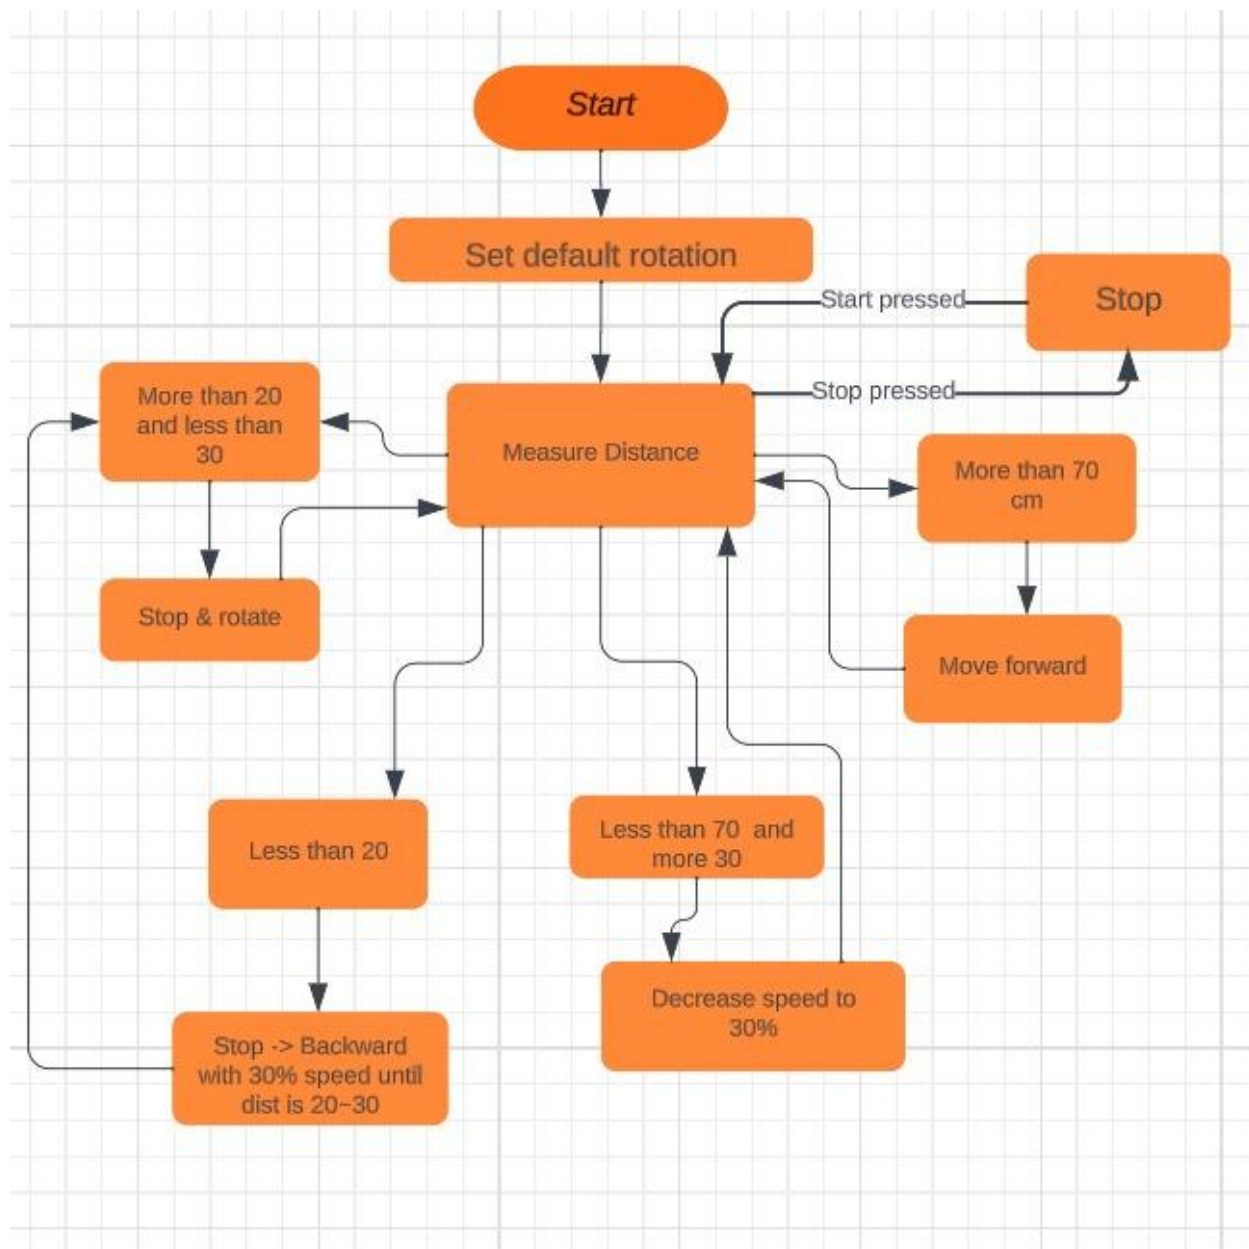 Start
Set default rotation
Start pressed
Stop
Stop pressed
More than 20
and less than
30
Measure Distance
More than 70
cm
Stop & rotate
Move forward
Less than 20
Less than 70  and
more 30
Decrease speed to
30%
Stop -> Backward
with 30% speed until
dist is 20~30